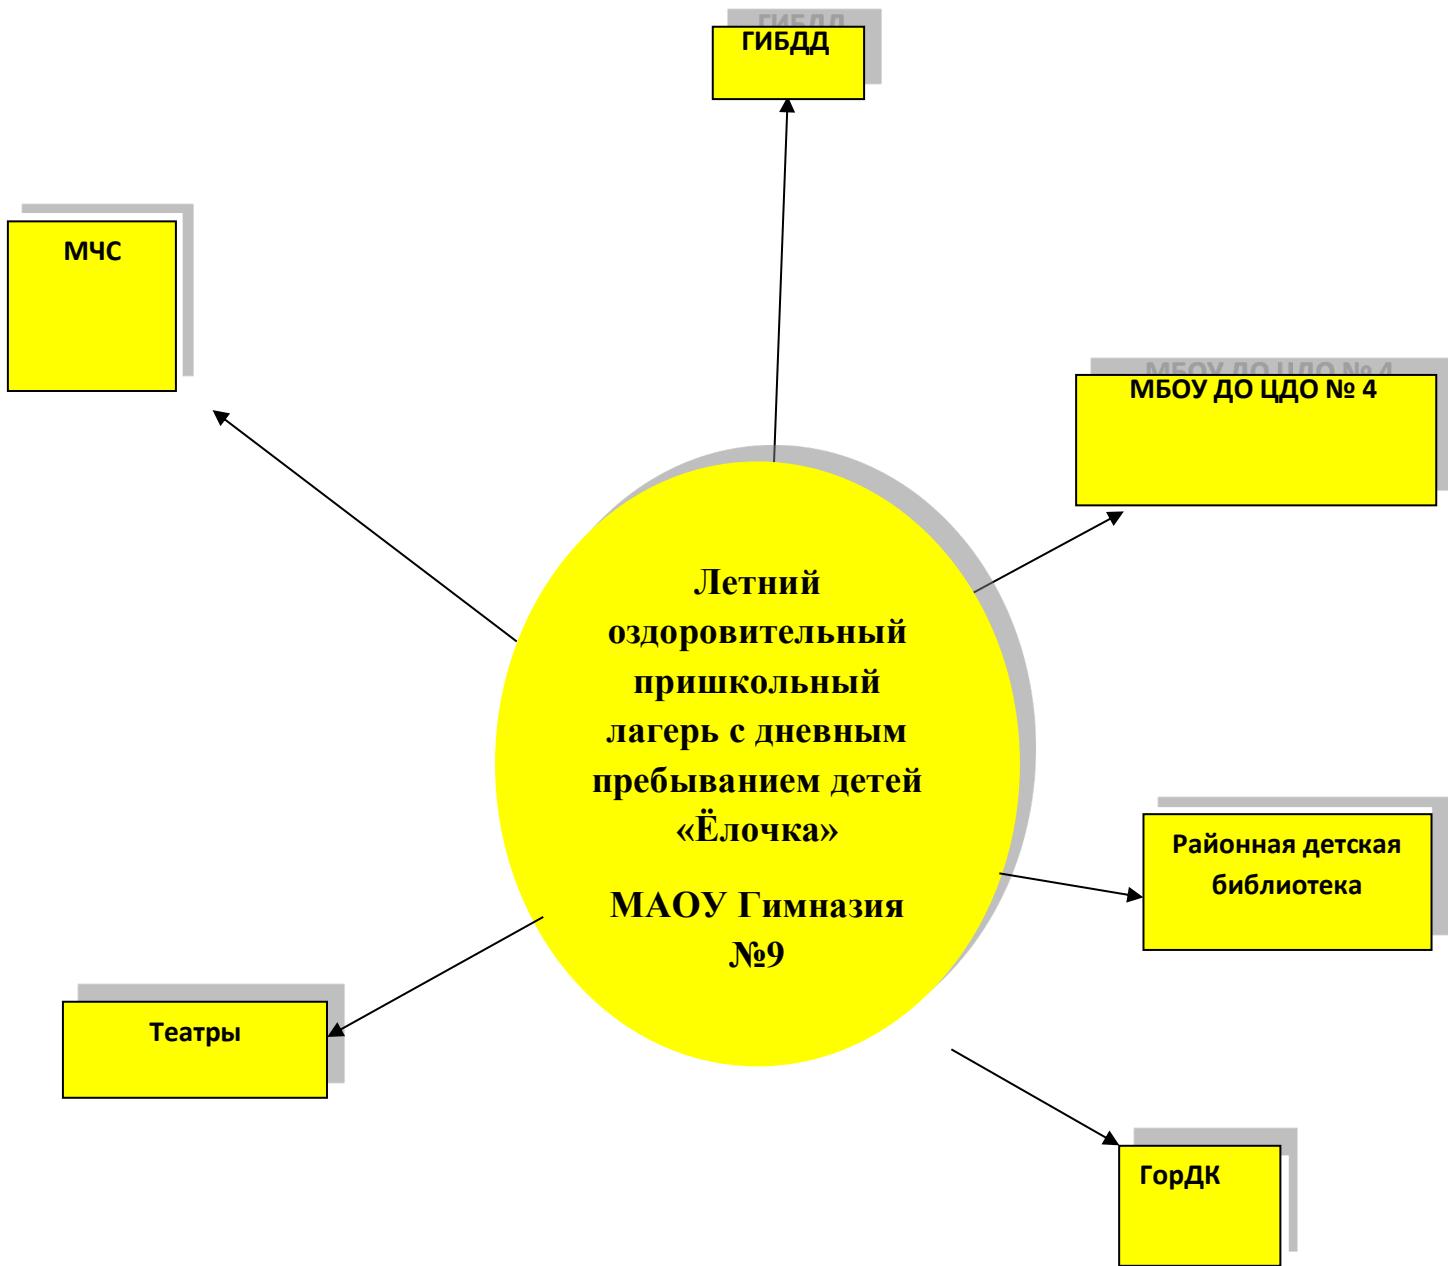 ГИБДД
МЧС
МБОУ ДО ЦДО № 4
Летний
оздоровительный
пришкольный
лагерь с дневным
пребыванием детей
«Ёлочка»
МАОУ Гимназия
№9
Районная детская
библиотека
Театры
ГорДК